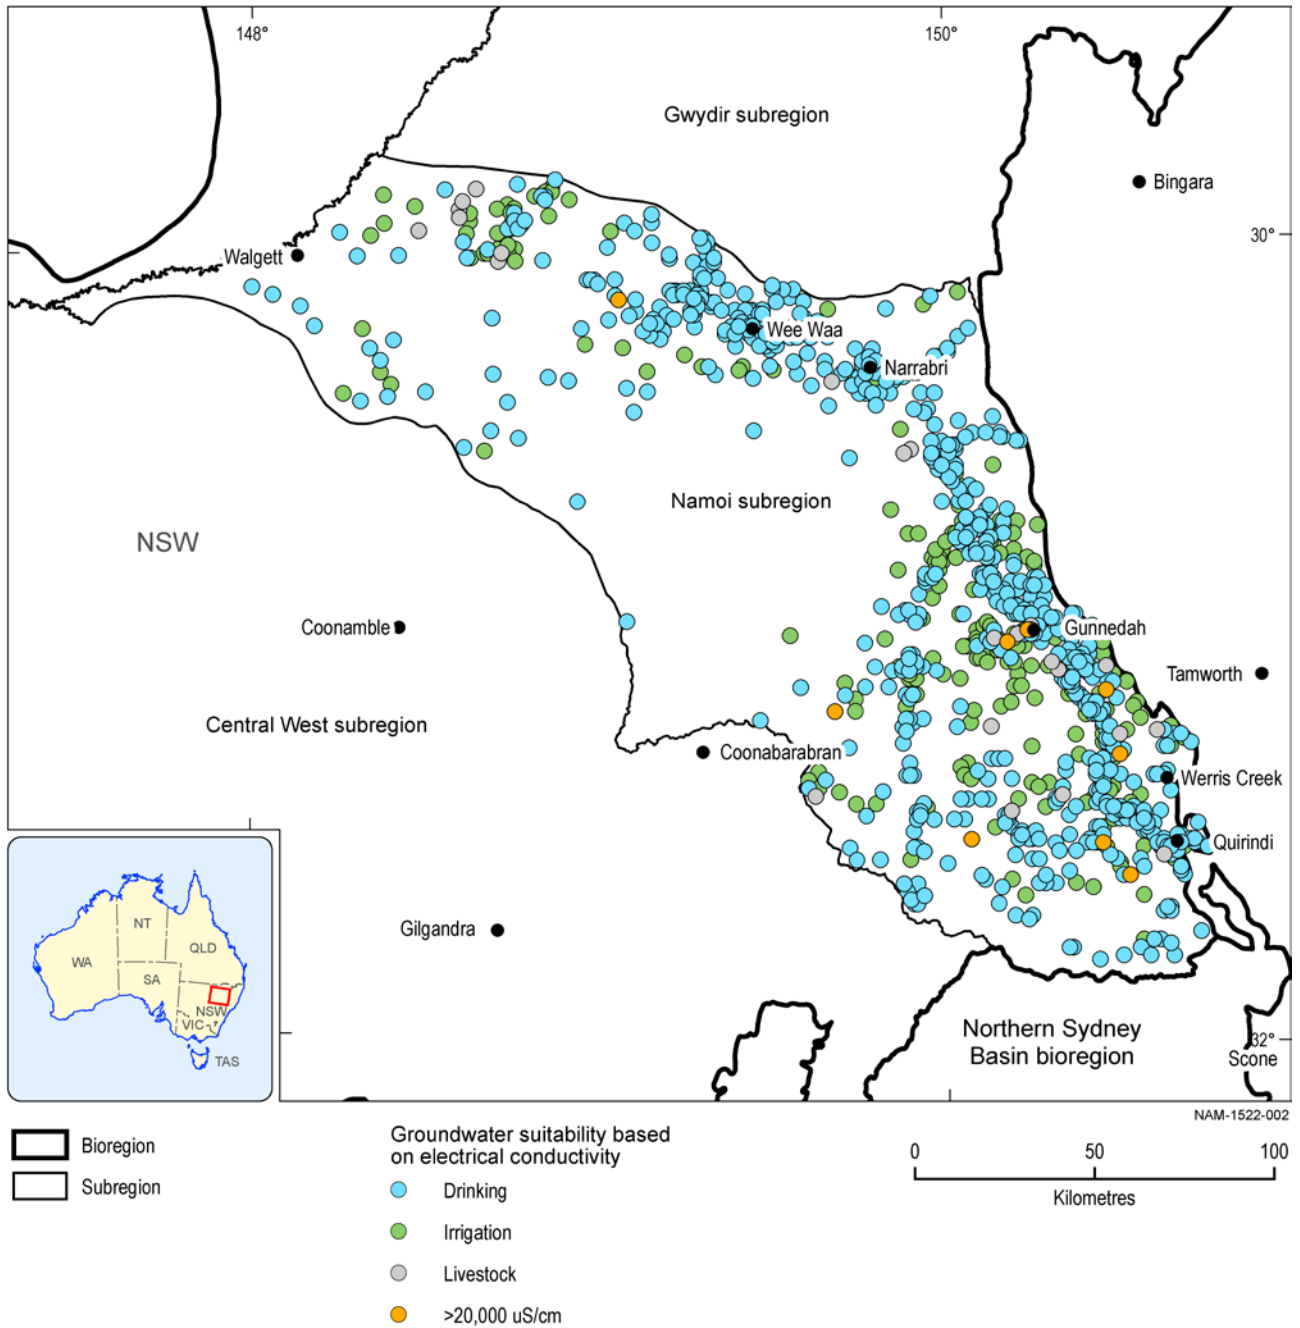 148°
150°
Gwydir subregion
Bingara
30°
Walgett
Wee Waa
Narrabri
Namoi subregion
NSW
Coonamble
Gunnedah
Tamworth
Central West subregion
Coonabarabran
Werris Creek
Quirindi
Gilgandra
NT
QLD
WA
SA
NSW
VIC
TAS
Northern Sydney
Basin bioregion
32°
Scone
NAM-1522-002
Bioregion
Subregion
Groundwater suitability based
on electrical conductivity
Drinking
Irrigation
Livestock
>20,000 uS/cm
0
50
100
Kilometres